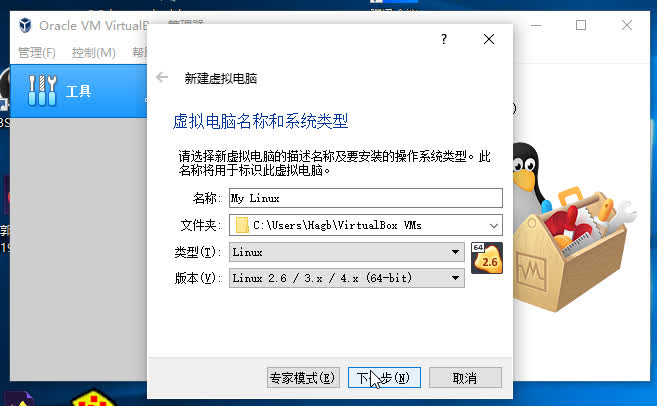 Oracle VM VirtualB
管理(F) 控制(M)
工具
?
新建虚拟电脑
虚拟电脑名称和系统类型
请选择新虚拟电脑的描述名称及要安装的操作系统类型。此
名称将用于标识此虚拟电脑。
名称: My Linux
文件夹: C:\Users\Hagb\VirtualBox VMs
类型(T): Linux
64
2.6
版本(V): Linux 2.6 / 3.x / 4.x (64-bit)
专家模式(E) 下一步(N) 取消